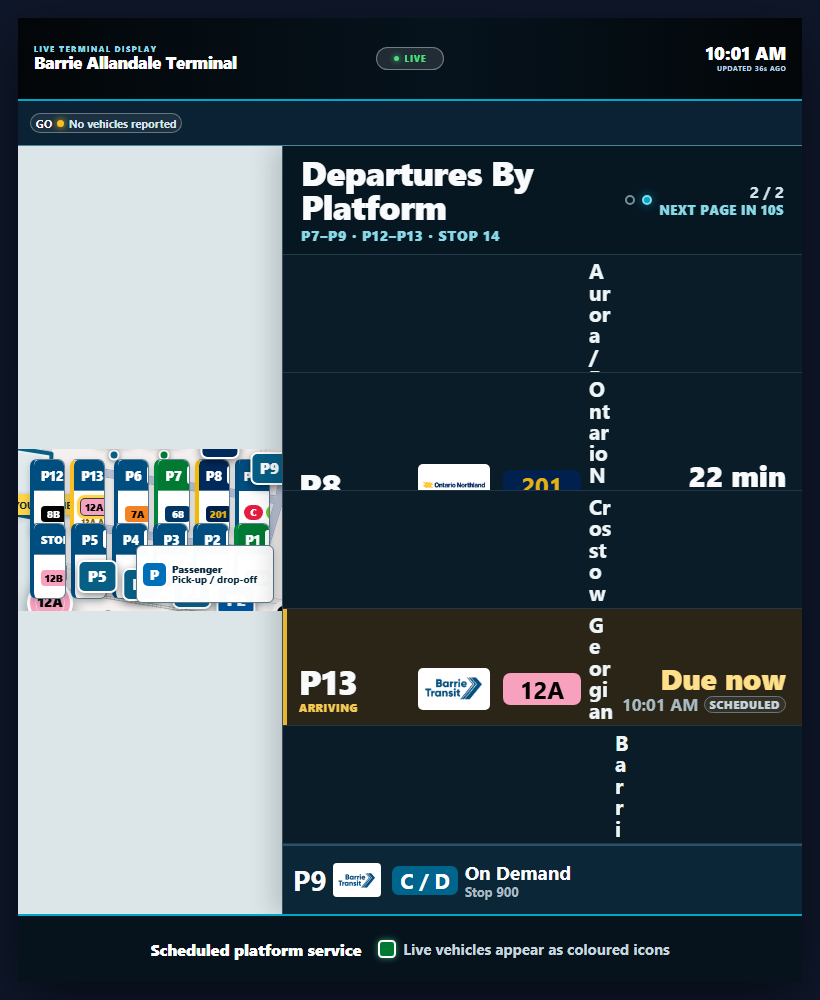 LIVE TERMINAL DISPLAY
Barrie Allandale Terminal
LIVE
10:01 AM
UPDATED 36s AGO
GO No vehicles reported
Departures By
Platform
P7–P9 · P12–P13 · STOP 14
2 / 2
NEXT PAGE IN 10S
A
ur
or
a
/
P8
Ontario Northland
201
O
nt
ar
io
N
22 min
Cr
os
st
o
w
P13
ARRIVING
Barrie
Transit
12A
G
e
or
gi
an
Due now
10:01 AM SCHEDULED
B
a
r
r
i
P9
Barrie
Transit
C / D
On Demand
Stop 900
P12
P13
P6
P7
P8
P9
8B
12A
7A
68
201
C
P5
P4
P3
P2
P1
12B
P5
P
Passenger
Pick-up / drop-off
12A
Scheduled platform service
Live vehicles appear as coloured icons